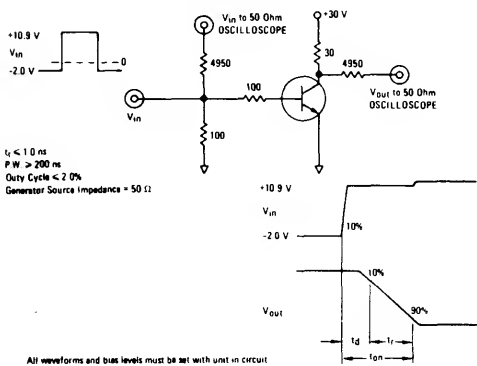 +10.9 V
Vin
0
-2.0 V
Vin to 50 Ohm
OSCILLOSCOPE
4950
+30 V
30
4950
100
Vout to 50 Ohm
OSCILLOSCOPE
Vin
100
tr ≤ 1.0 ns
P.W. > 200 ns
Duty Cycle < 2.0%
Generator Source Impedance = 50 Ω
+10.9 V
Vin
-2.0 V
10%
10%
90%
Vout
td
tr
ton
All waveforms and bias levels must be set with unit in circuit